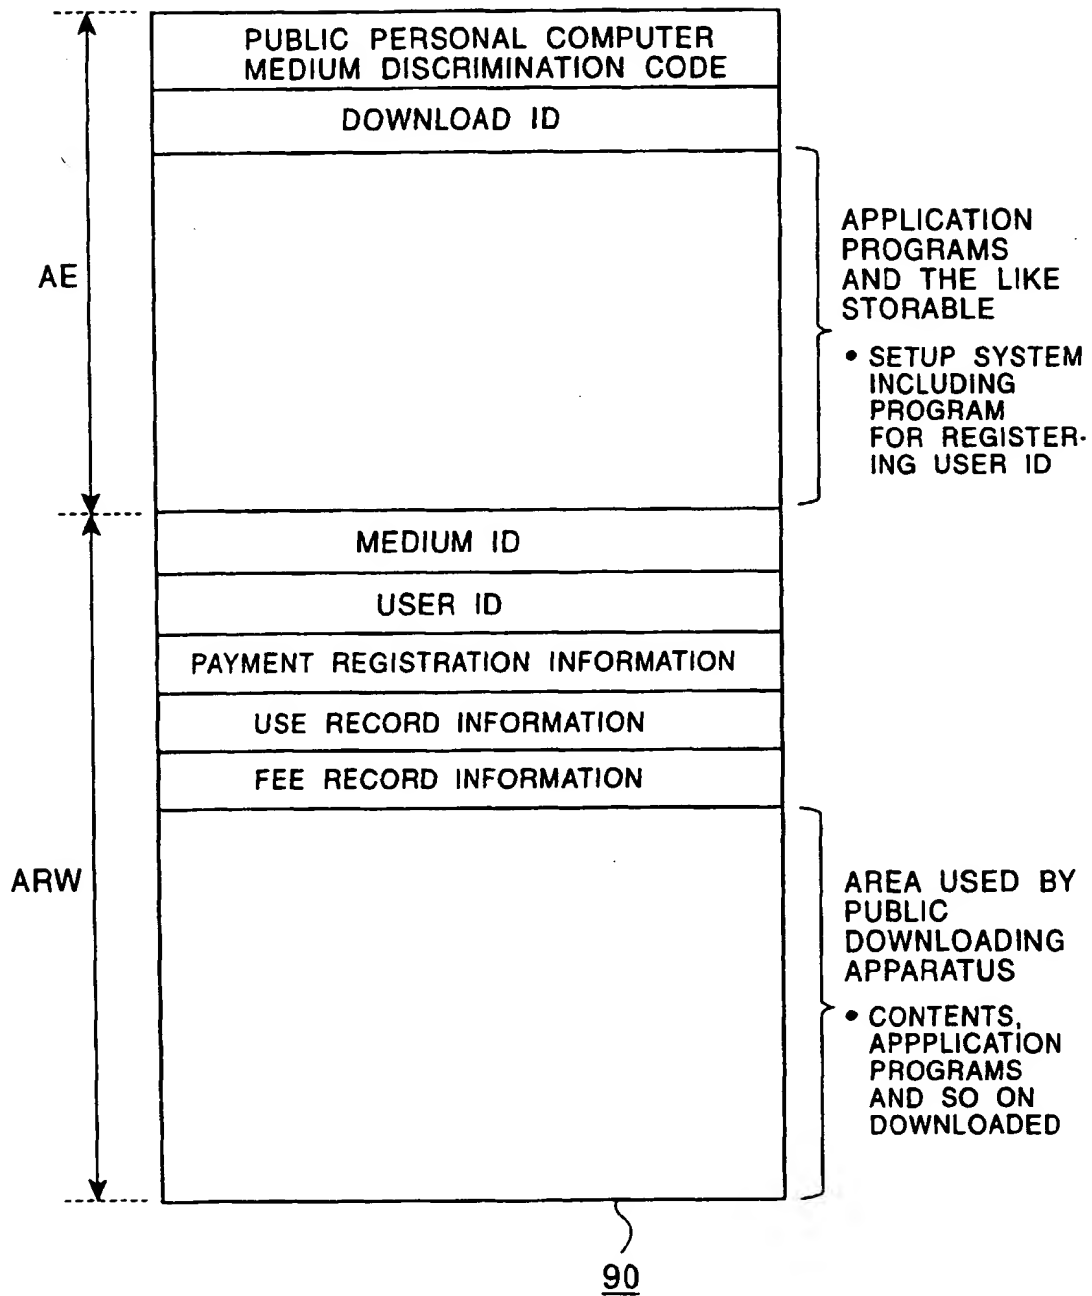 PUBLIC PERSONAL COMPUTER
MEDIUM DISCRIMINATION CODE
DOWNLOAD ID
AE
APPLICATION
PROGRAMS
AND THE LIKE
STORABLE
• SETUP SYSTEM
INCLUDING
PROGRAM
FOR REGISTER-
ING USER ID
MEDIUM ID
USER ID
PAYMENT REGISTRATION INFORMATION
USE RECORD INFORMATION
FEE RECORD INFORMATION
ARW
AREA USED BY
PUBLIC
DOWNLOADING
APPARATUS
• CONTENTS,
APPPLICATION
PROGRAMS
AND SO ON
DOWNLOADED
90